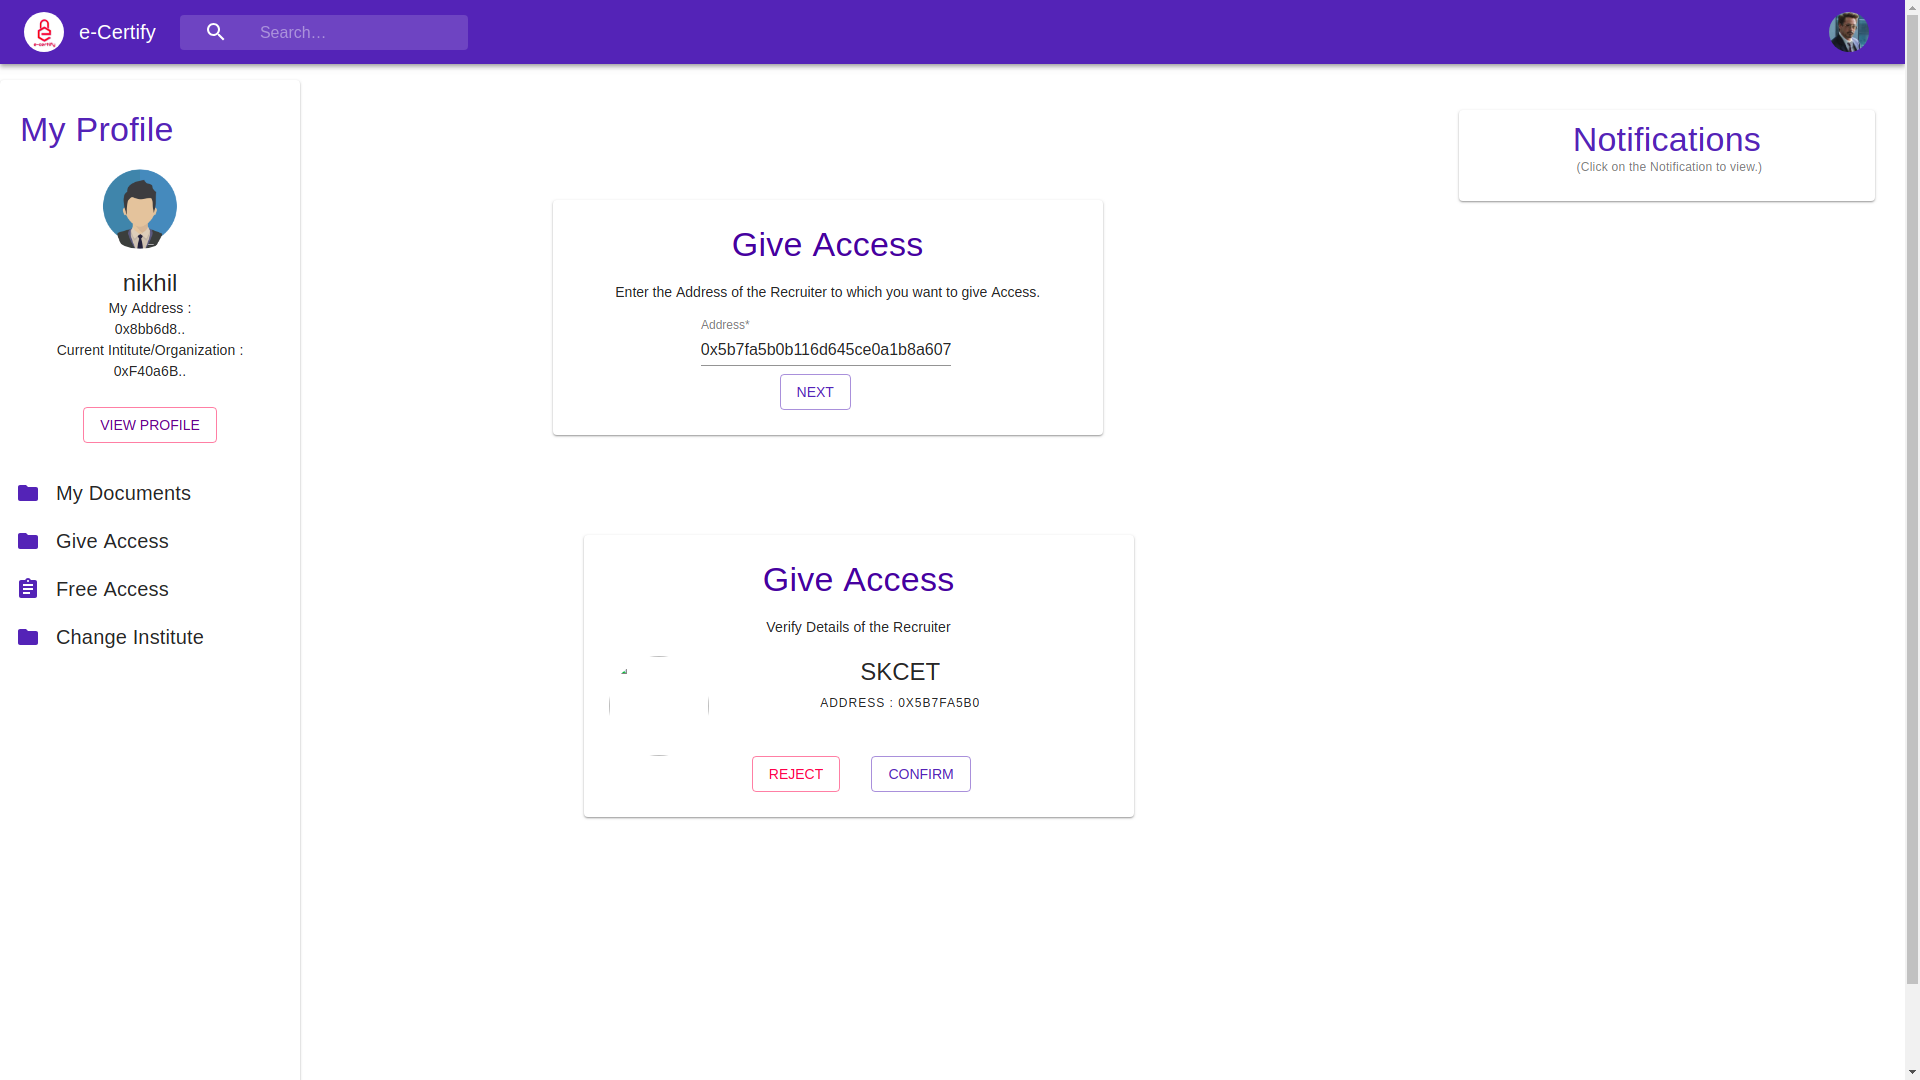 e-certify
e-Certify
Search…
My Profile
nikhil
My Address :
0x8bb6d8..
Current Intitute/Organization :
0xF40a6B..
VIEW PROFILE
My Documents
Give Access
Free Access
Change Institute
Give Access
Enter the Address of the Recruiter to which you want to give Access.
Address*
0x5b7fa5b0b116d645ce0a1b8a607
NEXT
Give Access
Verify Details of the Recruiter
SKCET
ADDRESS : 0X5B7FA5B0
REJECT
CONFIRM
Notifications
(Click on the Notification to view.)